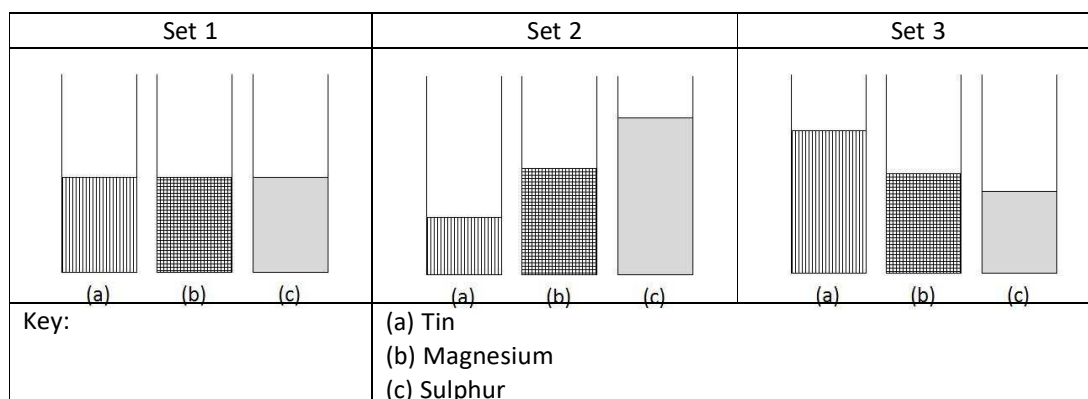 Set 1 Set 2 Set 3
(a) (b) (c) (a) (b) (c) (a) (b) (c)
Key: (a) Tin
(b) Magnesium
(c) Sulphur